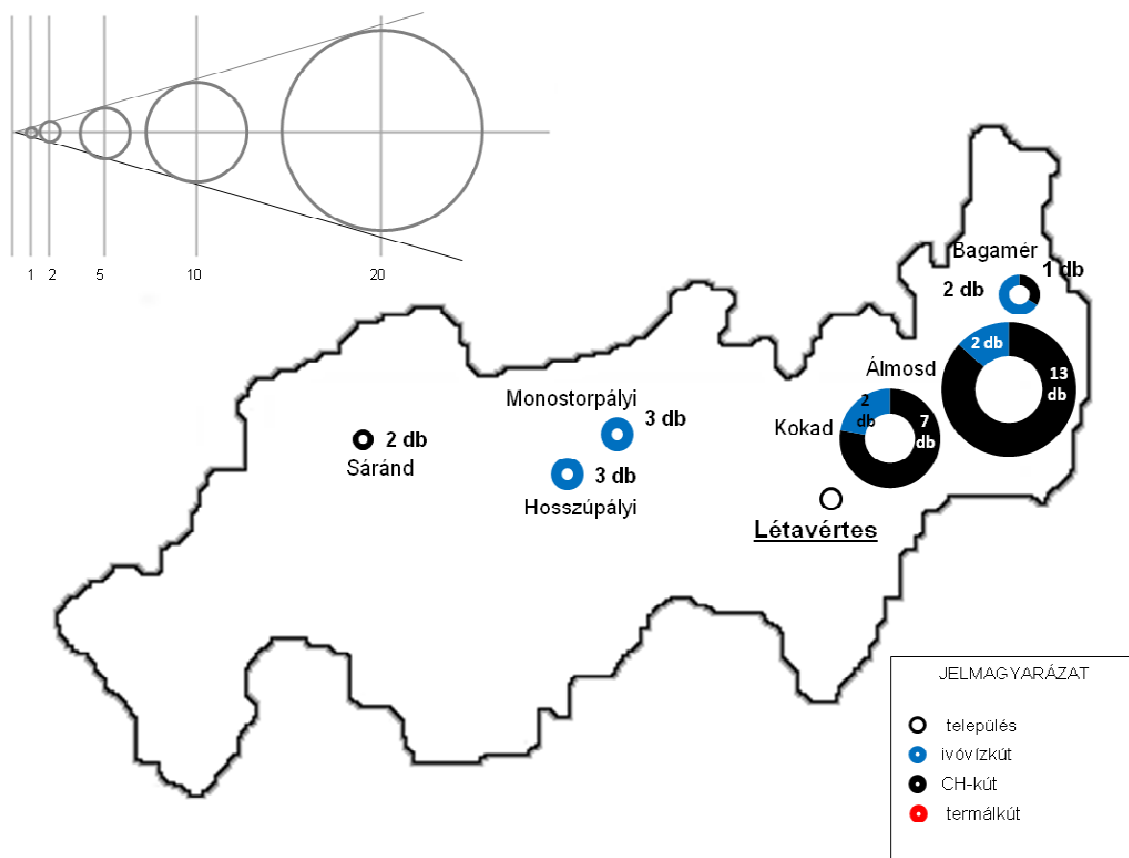 1 2 5 10 20
Bagamér
1 db
2 db
2 db
Álmosd
13
db
Monostorpályi
3 db
2
db
Kokad
7
db
2 db
Sáránd
3 db
Hosszúpályi
Létavértes
JELMAGYARÁZAT
település
ivóvízkút
CH-kút
termálkút